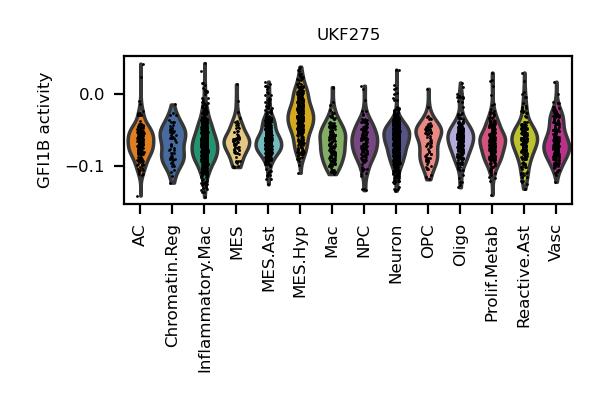 UKF275
GFI1B activity
0.0
−0.1
AC
Chromatin.Reg
Inflammatory.Mac
MES
MES.Ast
MES.Hyp
Mac
NPC
Neuron
OPC
Oligo
Prolif.Metab
Reactive.Ast
Vasc